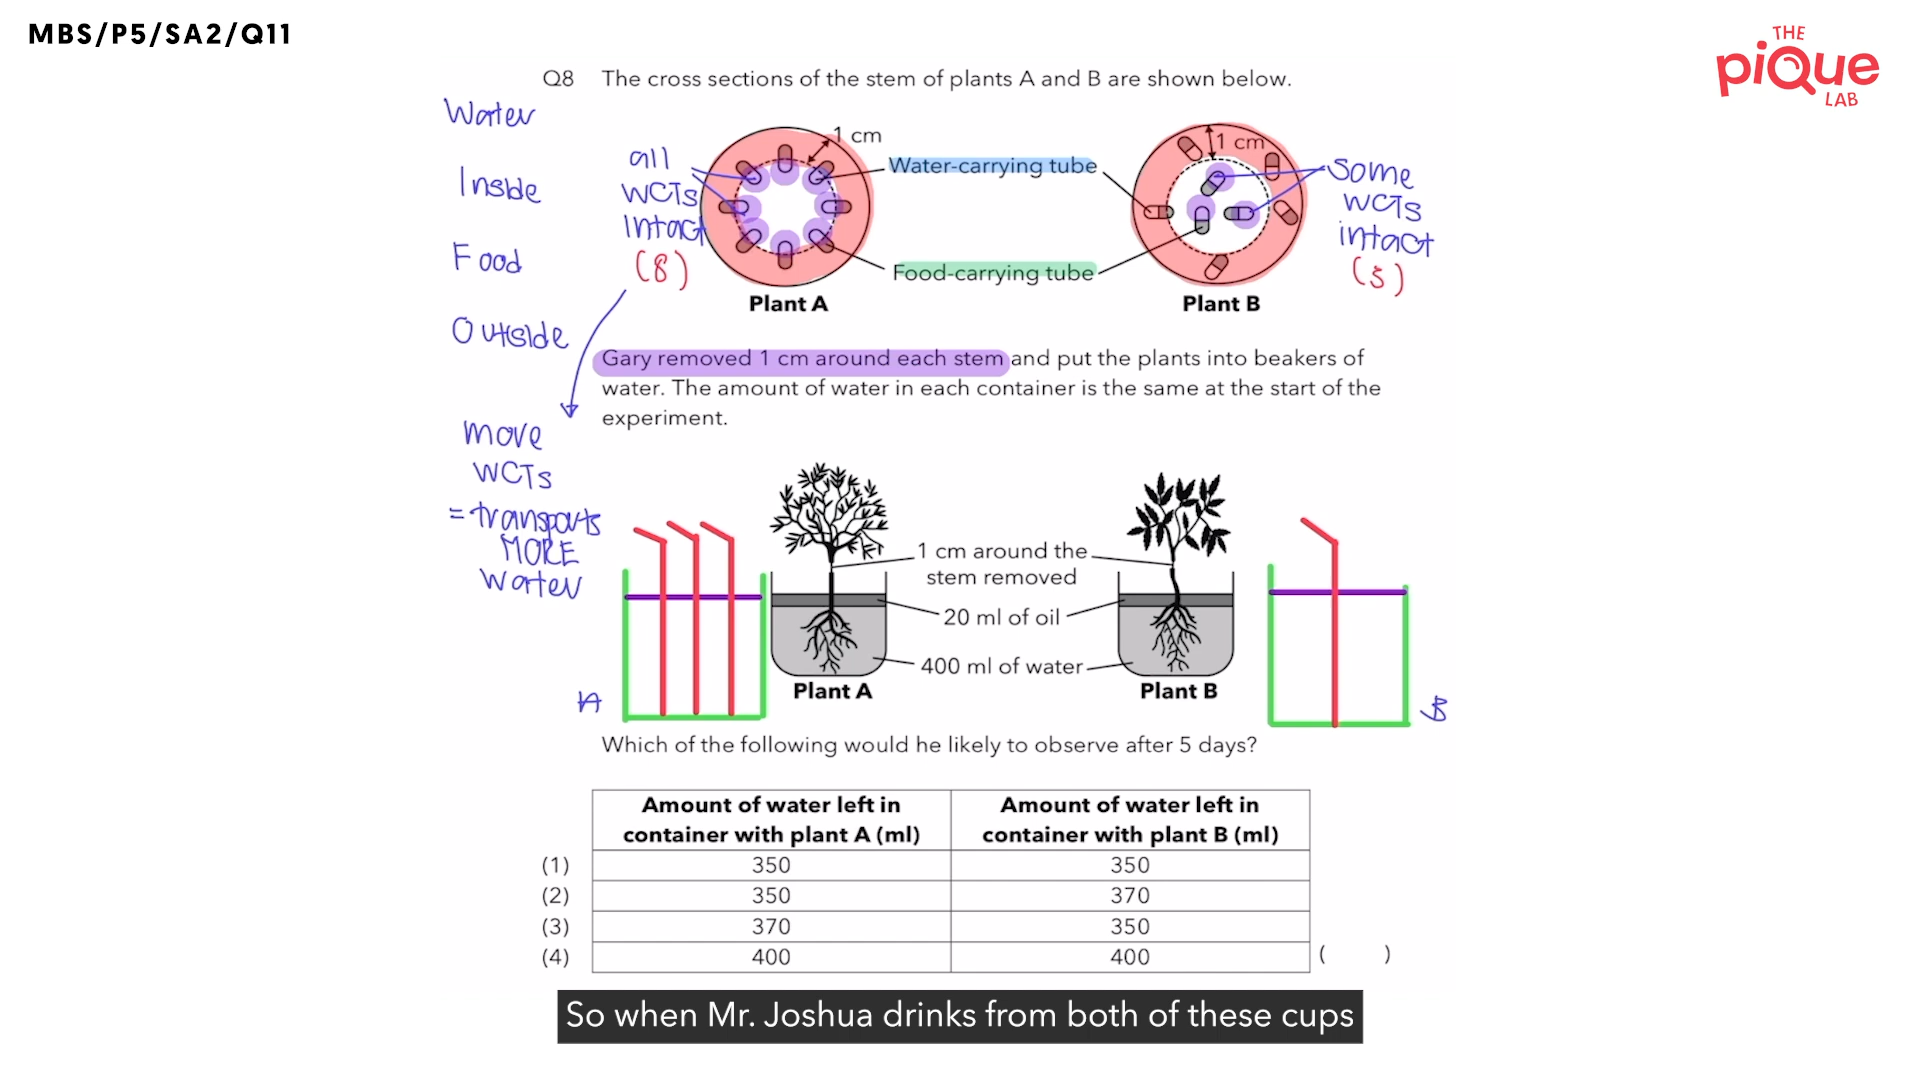 MBS/P5/SA2/Q11
THE
piQue
LAB
Q8 The cross sections of the stem of plants A and B are shown below.
Water
Inside
Food
Outside
all
WCTs
Intact
(8)
1 cm
Water-carrying tube
Food-carrying tube
1 cm
some
WCTs
intact
(3)
Plant A
Plant B
Gary removed 1 cm around each stem and put the plants into beakers of
water. The amount of water in each container is the same at the start of the
experiment.
more
WCTs
= transports
MORE
water
1 cm around the
stem removed
20 ml of oil
400 ml of water
A
Plant A
Plant B
B
Which of the following would he likely to observe after 5 days?
Amount of water left in container with plant A (ml) Amount of water left in container with plant B (ml)
(1) 350 350
(2) 350 370
(3) 370 350
(4) 400 400 ( )
So when Mr. Joshua drinks from both of these cups